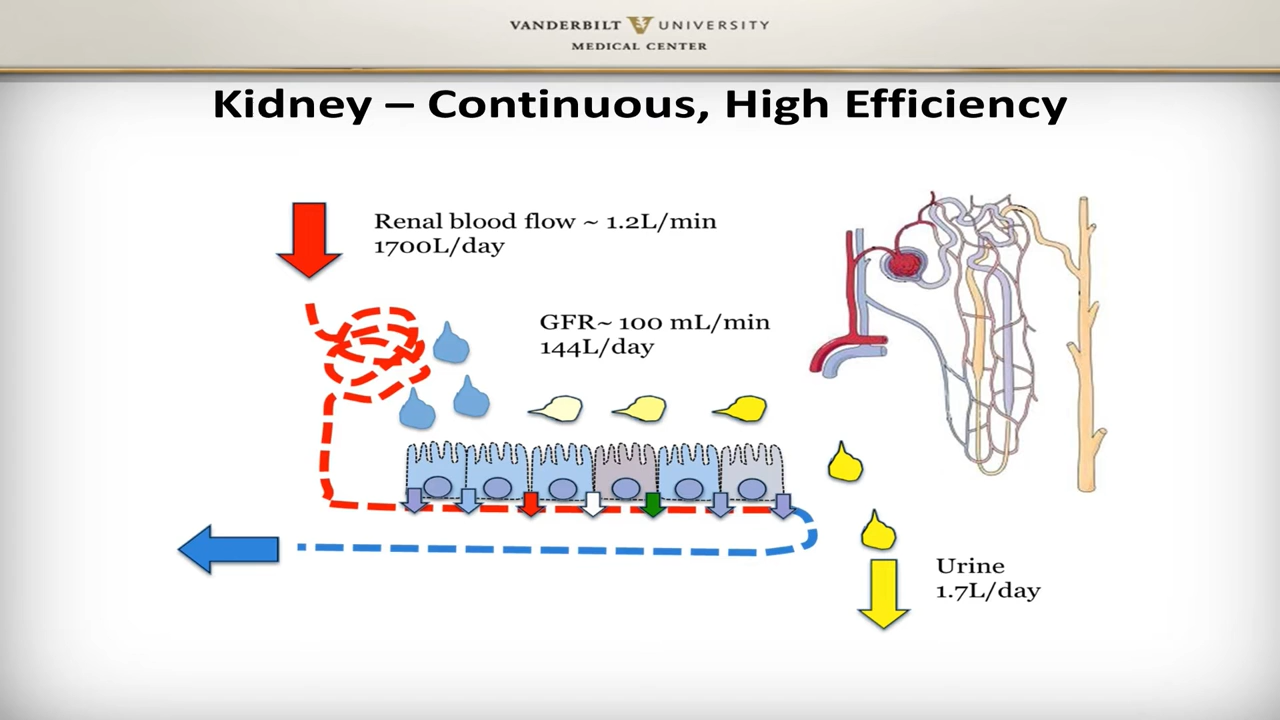 VANDERBILT UNIVERSITY
MEDICAL CENTER
Kidney – Continuous, High Efficiency
Renal blood flow ~ 1.2L/min
1700L/day
GFR~ 100 mL/min
144L/day
Urine
1.7L/day